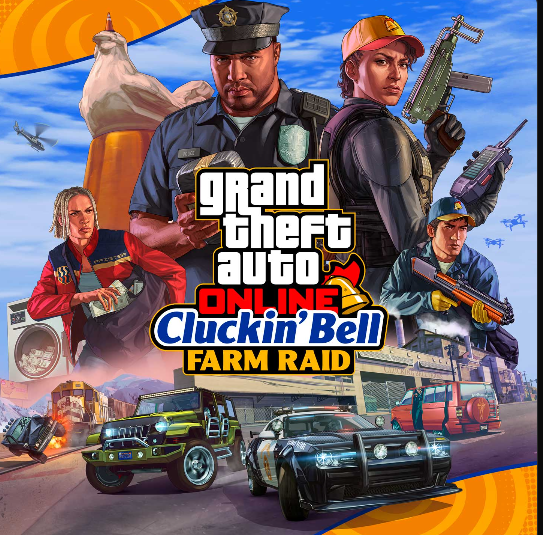 grand
theft
auto
ONLINE
Cluckin' Bell
FARM RAID